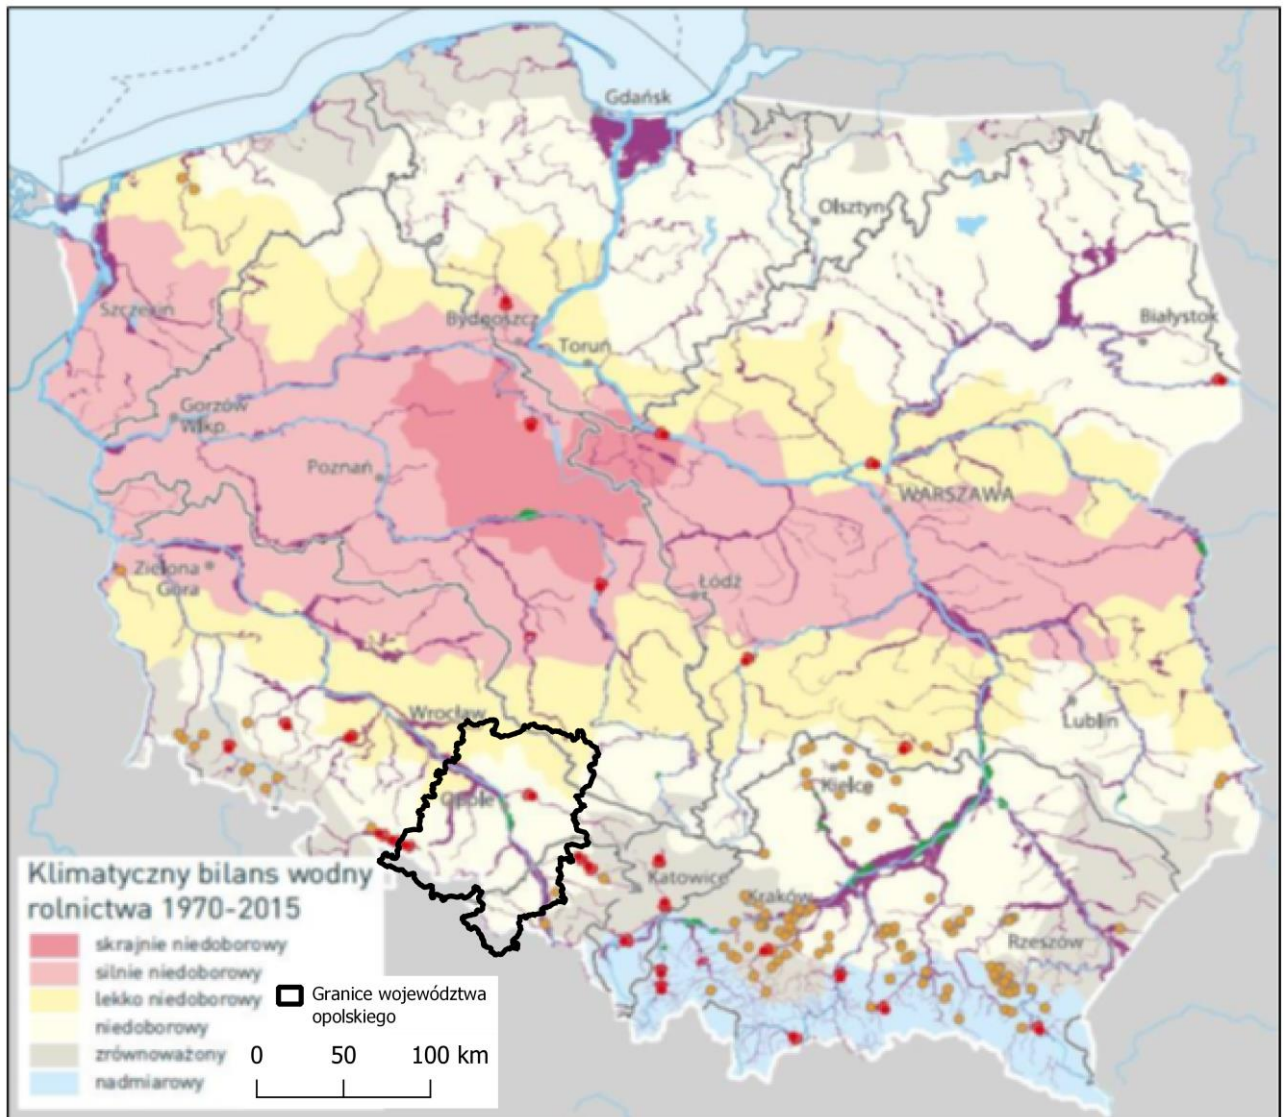 Gdańsk
Olsztyn
Szczecin
Bydgoszcz
Białystok
Toruń
Gorzów
Wlkp.
Poznań
WARSZAWA
Zielona
Góra
Łódź
Wrocław
Lublin
Opole
Kielce
Katowice
Kraków
Rzeszów
Klimatyczny bilans wodny
rolnictwa 1970-2015
skrajnie niedoborowy
silnie niedoborowy
lekko niedoborowy
niedoborowy
zrównoważony
nadmiarowy
Granice województwa
opolskiego
0 50 100 km